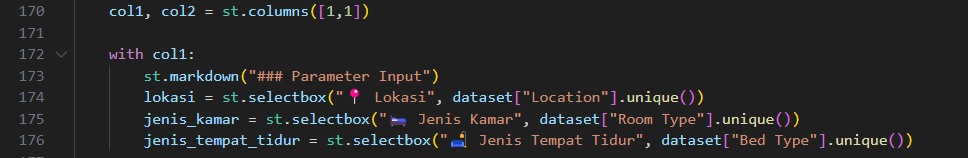 170 col1, col2 = st.columns([1,1])
171
172 with col1:
173 st.markdown("### Parameter Input")
174 lokasi = st.selectbox("📍 Lokasi", dataset["Location"].unique())
175 jenis_kamar = st.selectbox("🛏️ Jenis Kamar", dataset["Room Type"].unique())
176 jenis_tempat_tidur = st.selectbox("🛋️ Jenis Tempat Tidur", dataset["Bed Type"].unique())